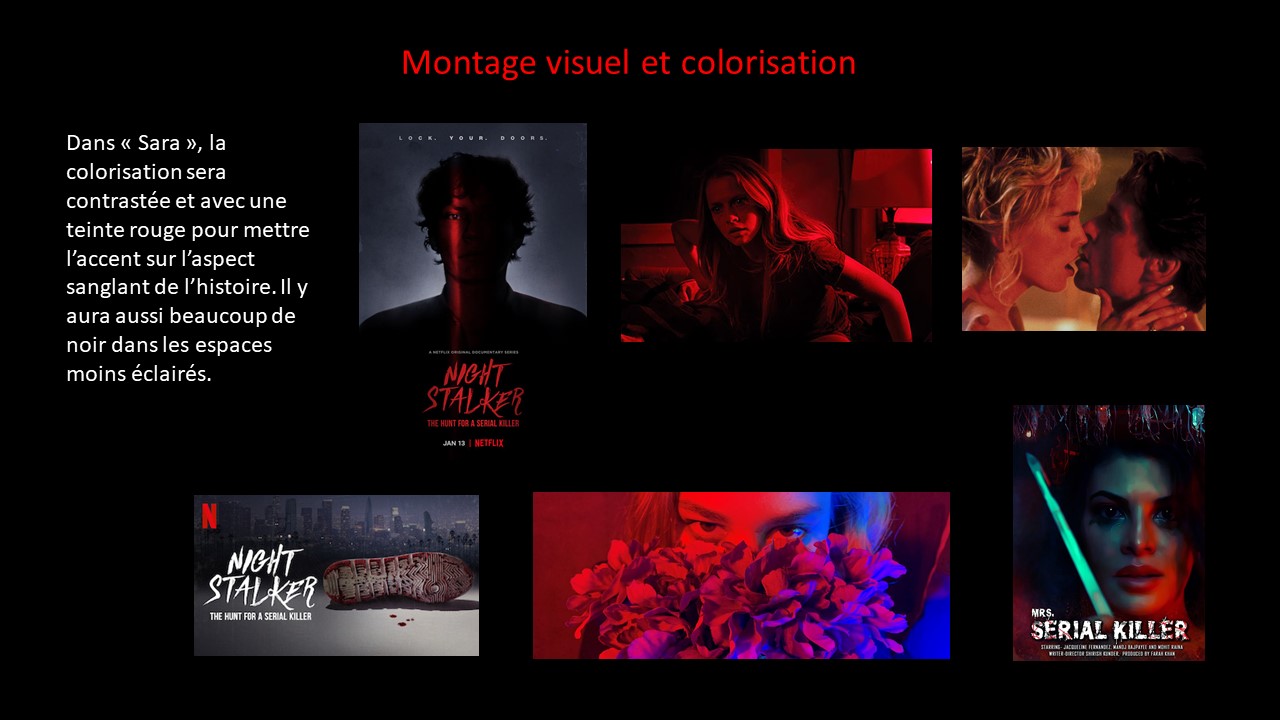 Montage visuel et colorisation
Dans « Sara », la
colorisation sera
contrastée et avec une
teinte rouge pour mettre
l’accent sur l’aspect
sanglant de l’histoire. Il y
aura aussi beaucoup de
noir dans les espaces
moins éclairés.
LOCK. YOUR. DOORS.
A NETFLIX ORIGINAL DOCUMENTARY SERIES
NIGHT
STALKER
THE HUNT FOR A SERIAL KILLER
JAN 13 | NETFLIX
N
NIGHT
STALKER
THE HUNT FOR A SERIAL KILLER
MRS.
SERIAL KILLER
STARRING- JACQUELINE FERNANDEZ, MANOJ BAJPAYEE AND MOHIT RAINA
WRITER-DIRECTOR SHIRISH KUNDER, PRODUCED BY FARAH KHAN